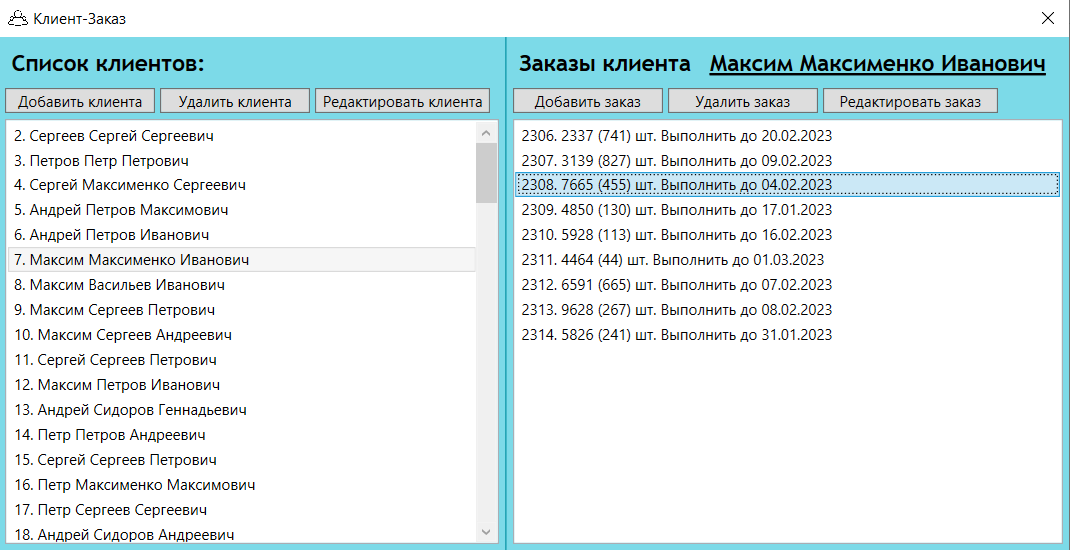 Клиент-Заказ
Список клиентов:
Добавить клиента Удалить клиента Редактировать клиента
2. Сергеев Сергей Сергеевич
3. Петров Петр Петрович
4. Сергей Максименко Сергеевич
5. Андрей Петров Максимович
6. Андрей Петров Иванович
7. Максим Максименко Иванович
8. Максим Васильев Иванович
9. Максим Сергеев Петрович
10. Максим Сергеев Андреевич
11. Сергей Сергеев Петрович
12. Максим Петров Иванович
13. Андрей Сидоров Геннадьевич
14. Петр Петров Андреевич
15. Сергей Сергеев Петрович
16. Петр Максименко Максимович
17. Петр Сергеев Сергеевич
18. Андрей Сидоров Андреевич
Заказы клиента Максим Максименко Иванович
Добавить заказ Удалить заказ Редактировать заказ
2306. 2337 (741) шт. Выполнить до 20.02.2023
2307. 3139 (827) шт. Выполнить до 09.02.2023
2308. 7665 (455) шт. Выполнить до 04.02.2023
2309. 4850 (130) шт. Выполнить до 17.01.2023
2310. 5928 (113) шт. Выполнить до 16.02.2023
2311. 4464 (44) шт. Выполнить до 01.03.2023
2312. 6591 (665) шт. Выполнить до 07.02.2023
2313. 9628 (267) шт. Выполнить до 08.02.2023
2314. 5826 (241) шт. Выполнить до 31.01.2023